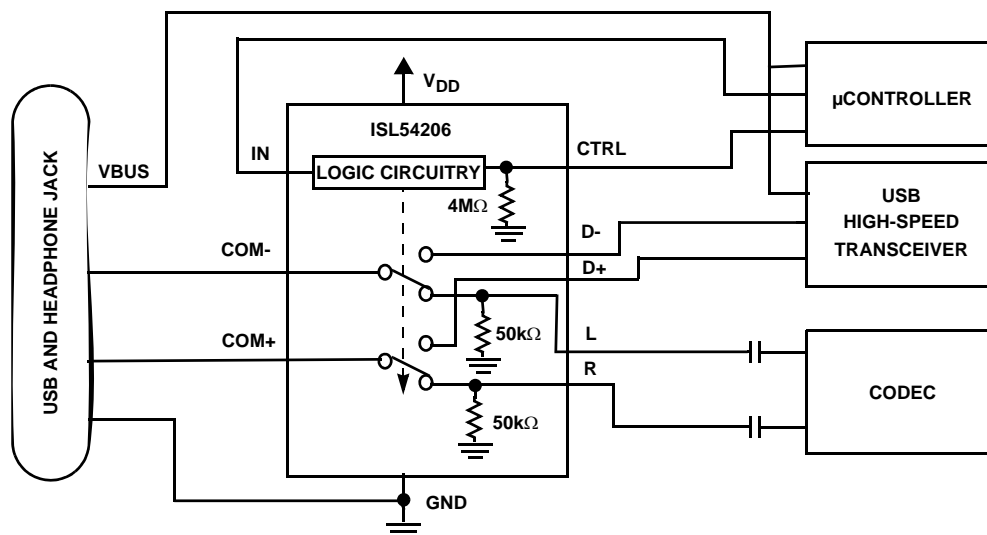 V_DD
ISL54206
µCONTROLLER
IN
CTRL
LOGIC CIRCUITRY
VBUS
4MΩ
USB
HIGH-SPEED
TRANSCEIVER
D-
D+
COM-
COM+
50kΩ
L
R
50kΩ
CODEC
GND
USB AND HEADPHONE JACK